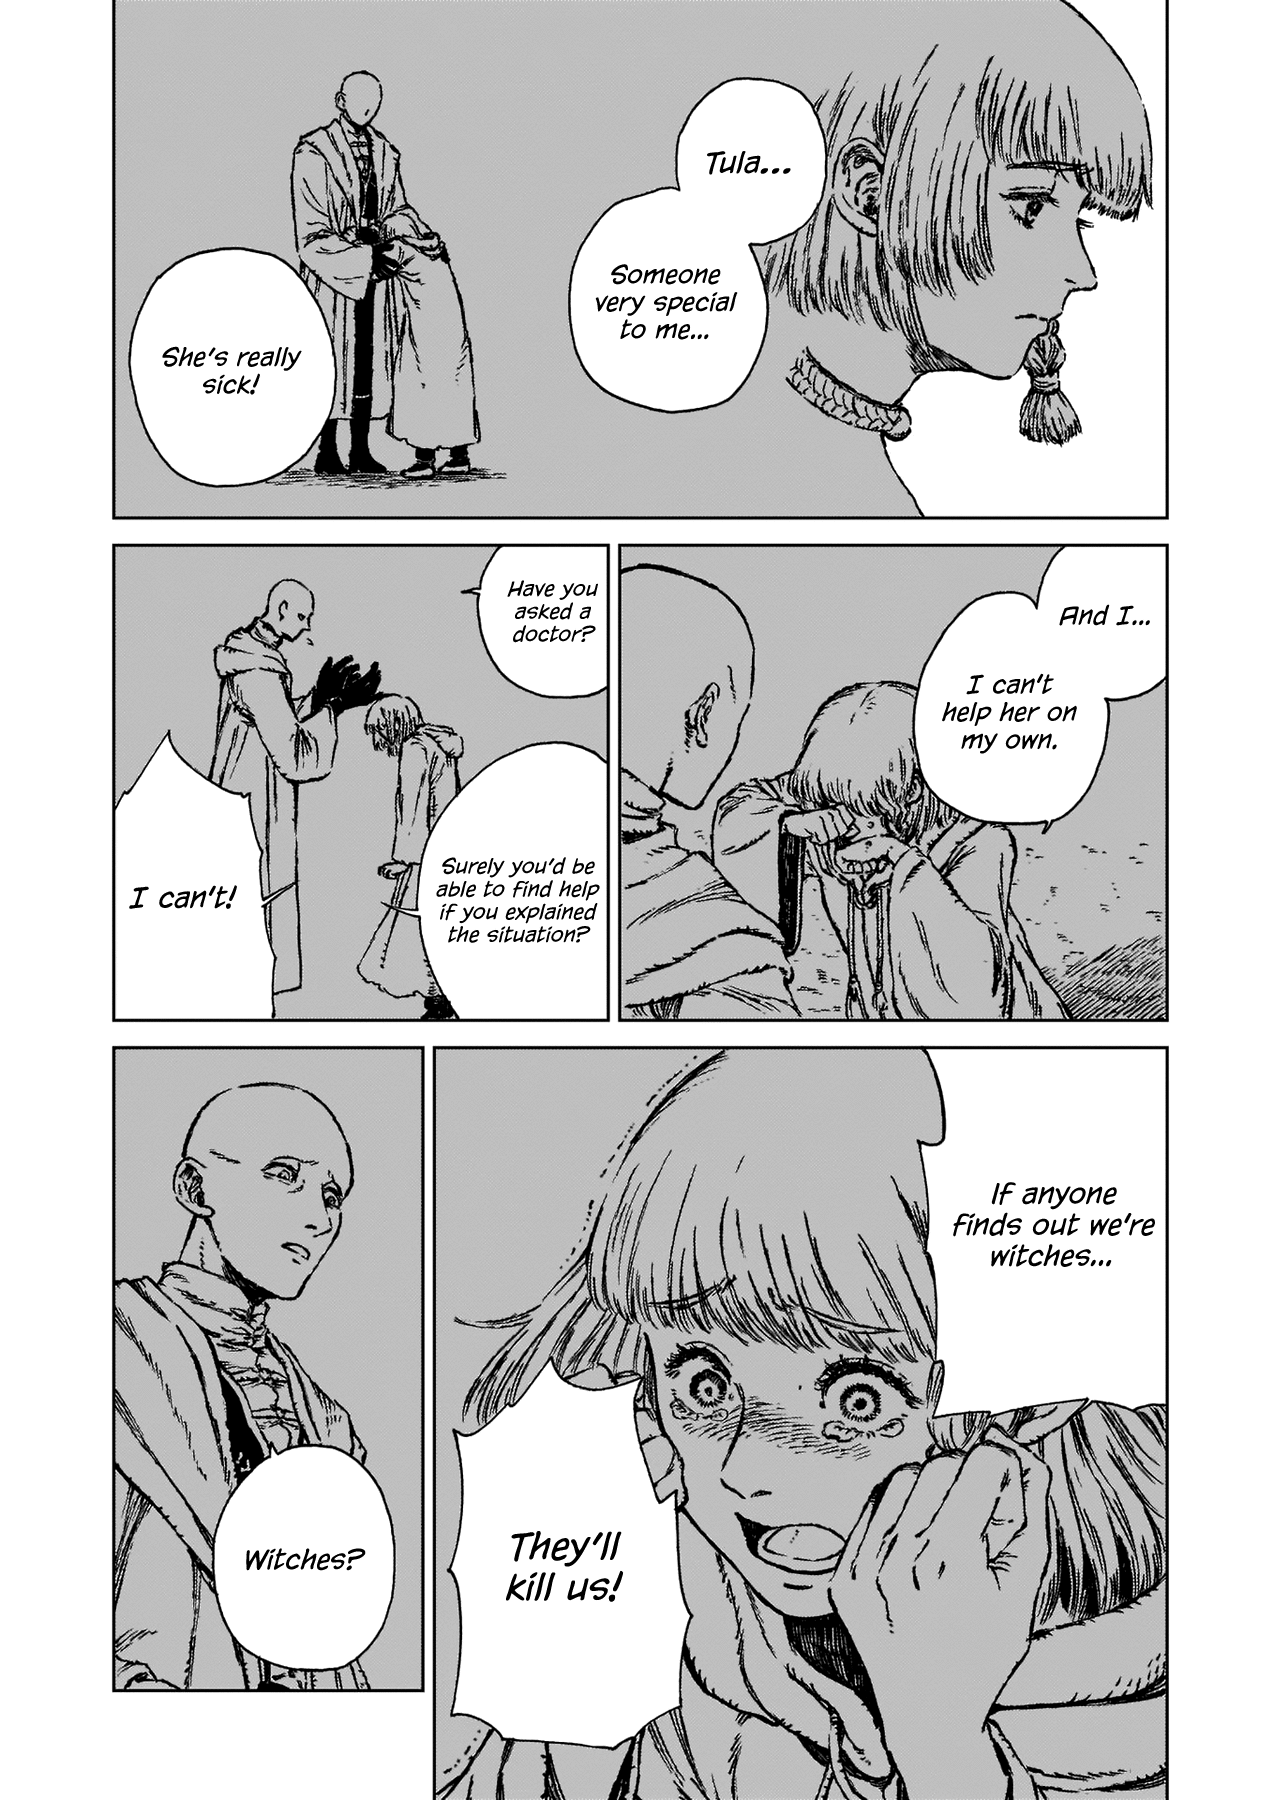 Tula...
Someone
very special
to me...
She's really
sick!
And I...
I can't
help her on
my own.
Have you
asked a
doctor?
Surely you'd be
able to find help
if you explained
the situation?
I can't!
If anyone
finds out we're
witches...
They'll
kill us!
Witches?